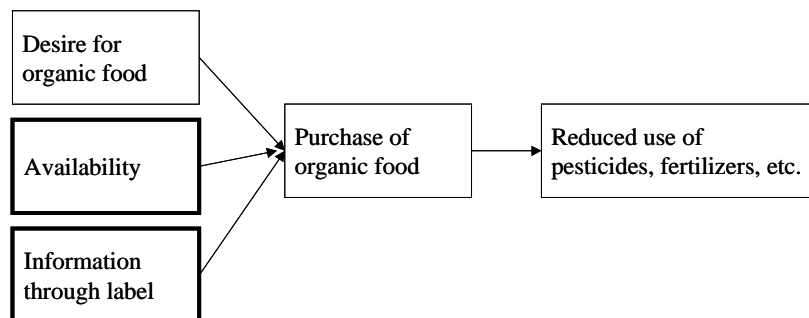 Desire for
organic food
Availability
Information
through label
Purchase of
organic food
Reduced use of
pesticides, fertilizers, etc.